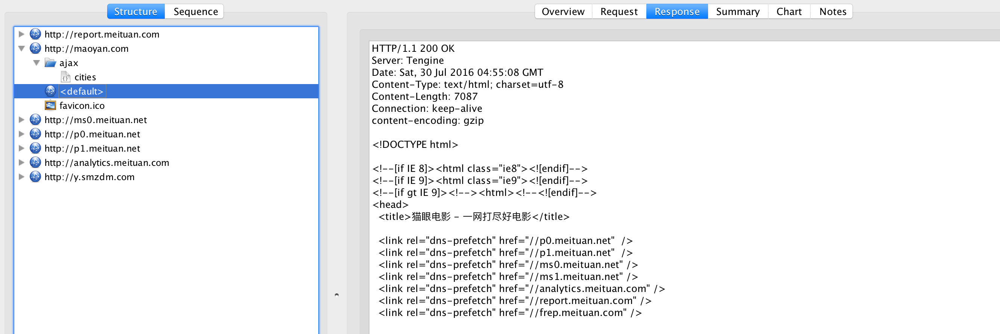 Structure Sequence
http://report.meituan.com
http://maoyan.com
ajax
cities
<default>
favicon.ico
http://ms0.meituan.net
http://p0.meituan.net
http://p1.meituan.net
http://analytics.meituan.com
http://y.smzdm.com
Overview Request Response Summary Chart Notes
HTTP/1.1 200 OK
Server: Tengine
Date: Sat, 30 Jul 2016 04:55:08 GMT
Content-Type: text/html; charset=utf-8
Content-Length: 7087
Connection: keep-alive
content-encoding: gzip
<!DOCTYPE html>
<!--[if IE 8]><html class="ie8"><![endif]-->
<!--[if IE 9]><html class="ie9"><![endif]-->
<!--[if gt IE 9]><!--><html><!--<![endif]-->
<head>
<title>猫眼电影 - 一网打尽好电影</title>
<link rel="dns-prefetch" href="//p0.meituan.net"  />
<link rel="dns-prefetch" href="//p1.meituan.net"  />
<link rel="dns-prefetch" href="//ms0.meituan.net" />
<link rel="dns-prefetch" href="//ms1.meituan.net" />
<link rel="dns-prefetch" href="//analytics.meituan.com" />
<link rel="dns-prefetch" href="//report.meituan.com" />
<link rel="dns-prefetch" href="//frep.meituan.com" />